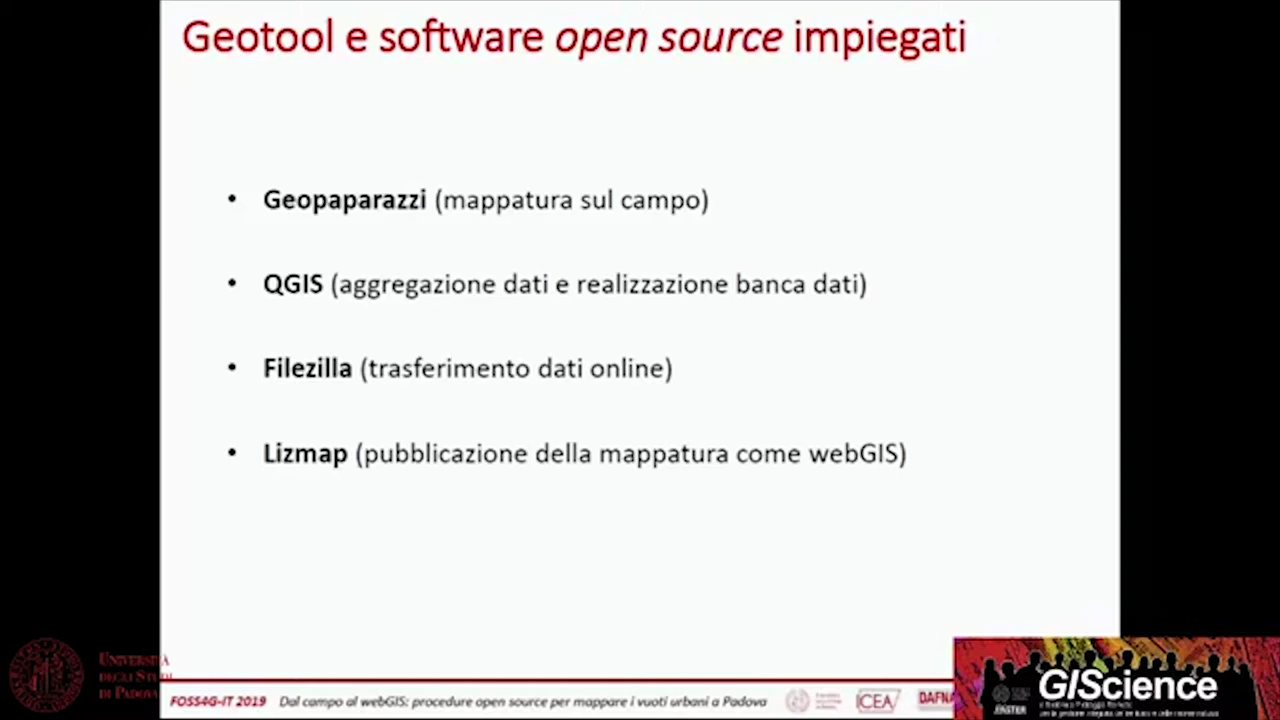 Geotool e software open source impiegati
• Geopaparazzi (mappatura sul campo)
• QGIS (aggregazione dati e realizzazione banca dati)
• Filezilla (trasferimento dati online)
• Lizmap (pubblicazione della mappatura come webGIS)
UNIVERSITÀ
DEGLI STUDI
DI PADOVA
FOSS4G-IT 2019 Dal campo al webGIS: procedure open source per mappare i vuoti urbani a Padova
ICEA
DAFNA
GIScience